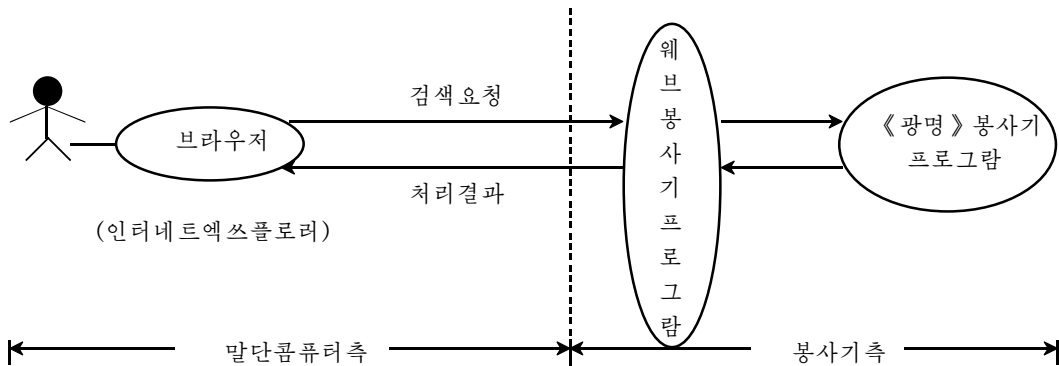 검색요청
브라우저
처리결과
(인터네트엑쓰플로러)
웨브봉사기프로그람
《광명》봉사기
프로그람
말단콤퓨터측
봉사기측